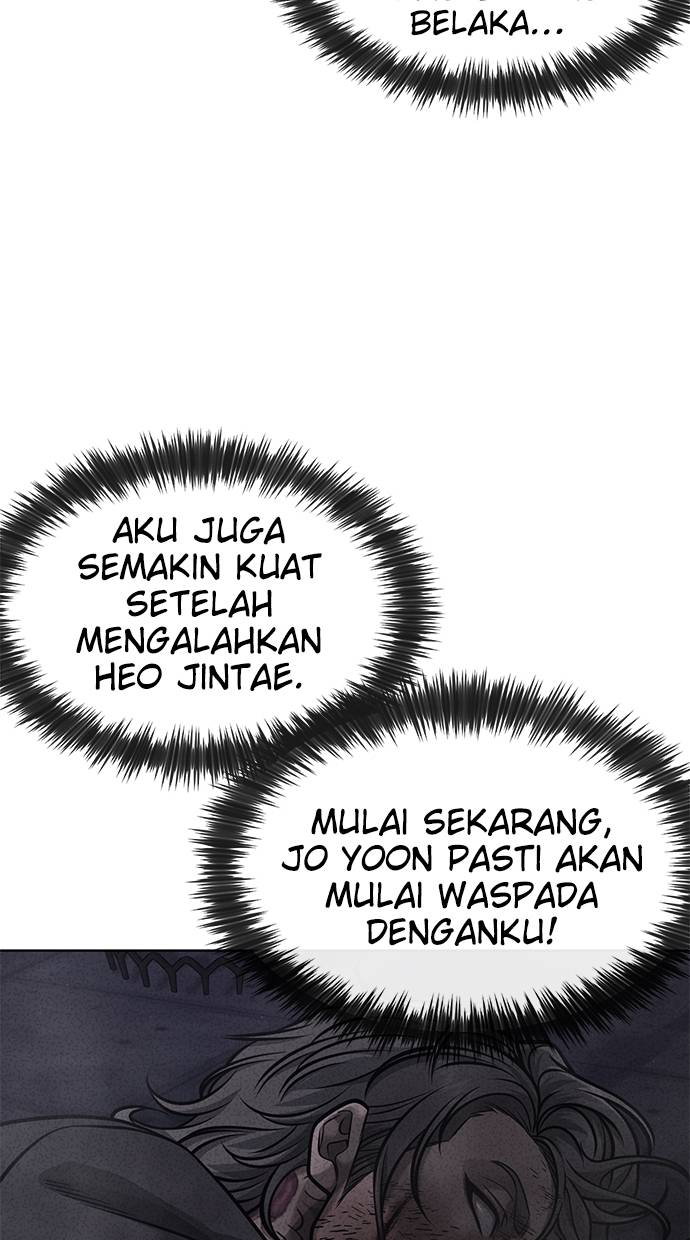 BELAKA...
AKU JUGA
SEMAKIN KUAT
SETELAH
MENGALAHKAN
HEO JINTAE.
MULAI SEKARANG,
JO YOON PASTI AKAN
MULAI WASPADA
DENGANKU!